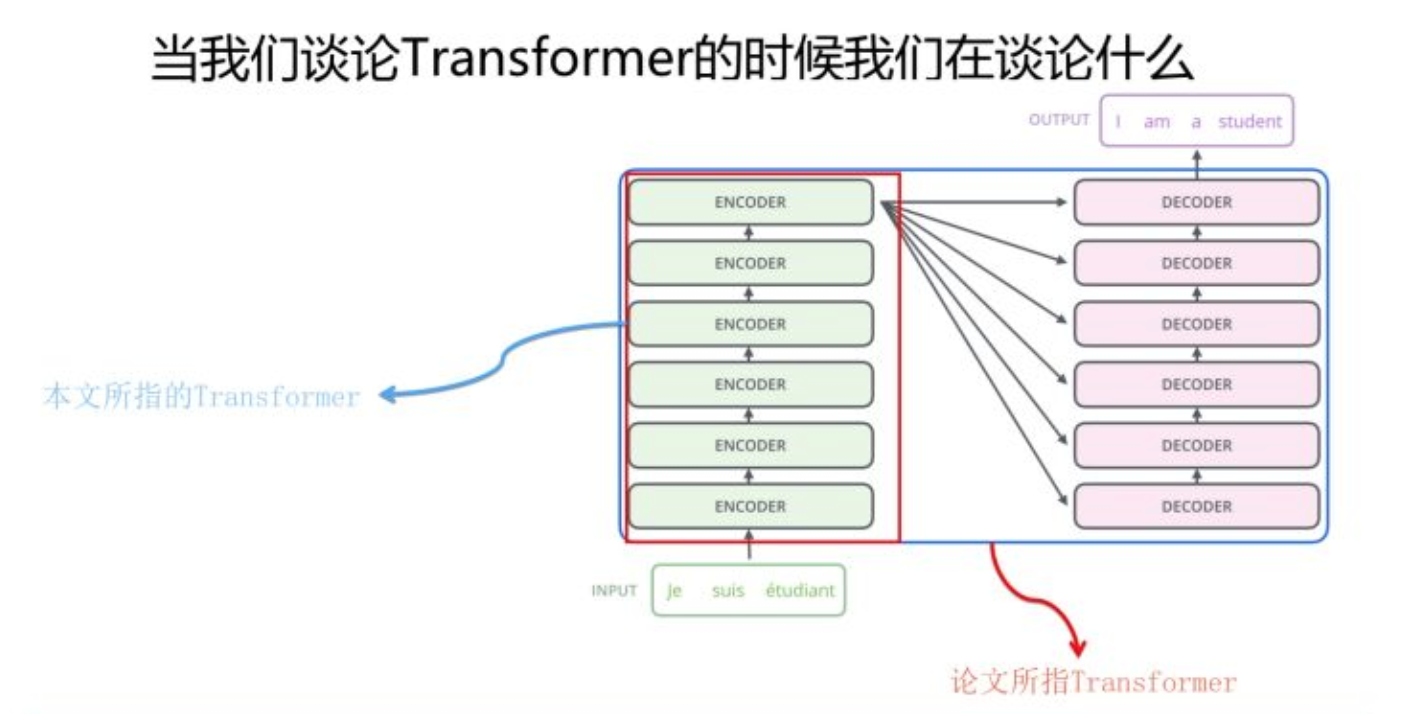 当我们谈论Transformer的时候我们在谈论什么
OUTPUT I am a student
ENCODER DECODER
ENCODER DECODER
ENCODER DECODER
ENCODER DECODER
ENCODER DECODER
ENCODER DECODER
本文所指的Transformer
INPUT Je suis étudiant
论文所指Transformer